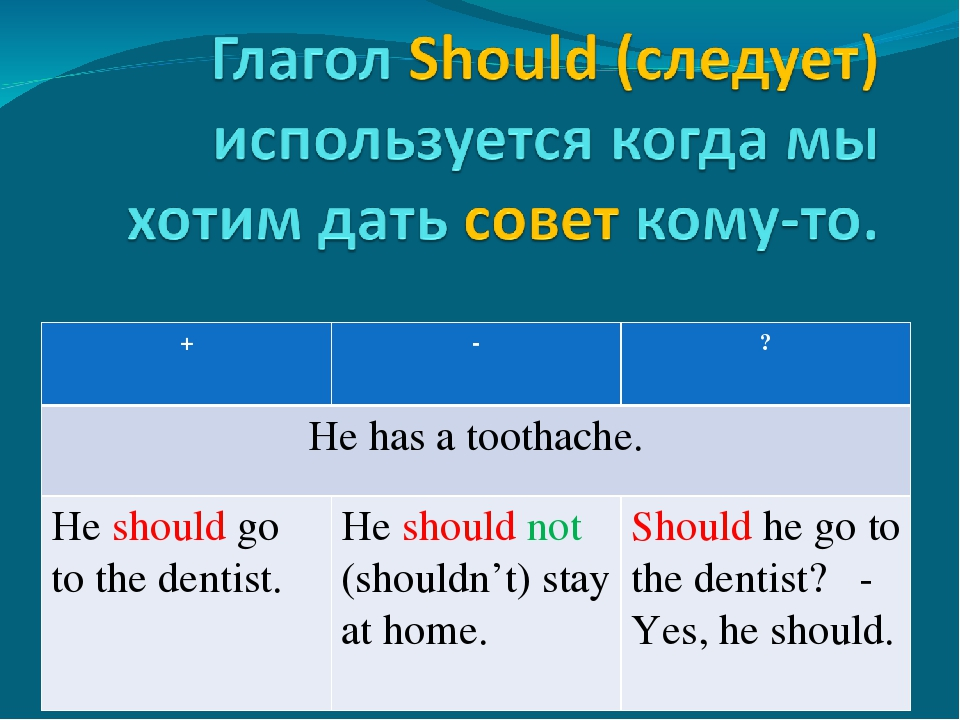 Глагол Should (следует)
используется когда мы
хотим дать совет кому-то.
+ - ?
He has a toothache.
He should go
to the dentist.
He should not
(shouldn’t) stay
at home.
Should he go to
the dentist? -
Yes, he should.